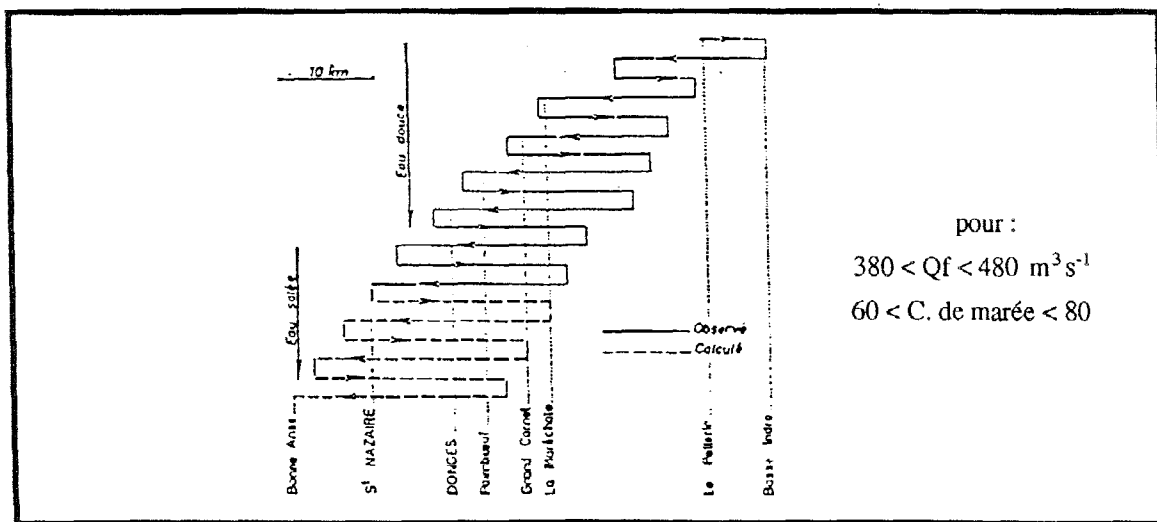 10 km
Eau douce
Eau salée
pour :
380 < Qf < 480 m³ s⁻¹
60 < C. de marée < 80
Observé
Calculé
Bonne Anse
Sᵗ NAZAIRE
DONGES
Paimboeuf
Grand Carnet
La Maréchale
Le Pellerin
Basse Indre